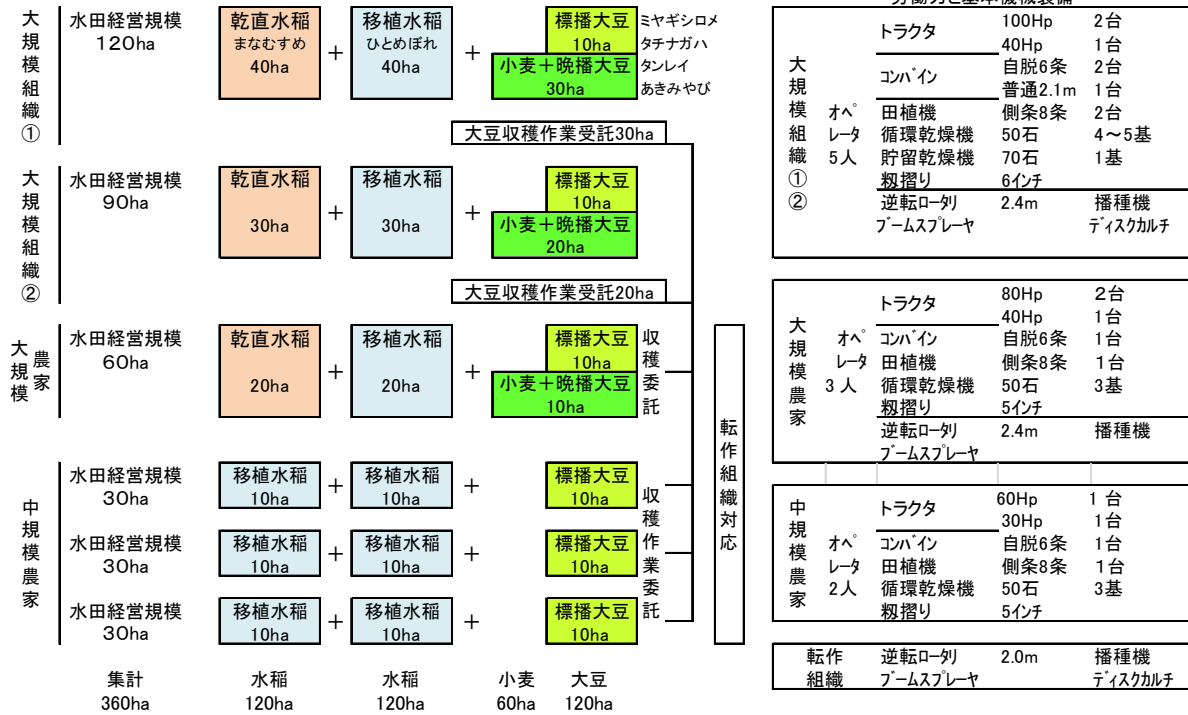 労働力と基本機械装備
大規模組織①
水田経営規模
120ha
乾直水稲
まなむすめ
40ha
+
移植水稲
ひとめぼれ
40ha
+
標播大豆
10ha
小麦+晩播大豆
30ha
ミヤギシロメ
タチナガハ
タンレイ
あきみやび
大豆収穫作業受託30ha
大規模組織②
水田経営規模
90ha
乾直水稲
30ha
+
移植水稲
30ha
+
標播大豆
10ha
小麦+晩播大豆
20ha
大豆収穫作業受託20ha
大規模農家
水田経営規模
60ha
乾直水稲
20ha
+
移植水稲
20ha
+
標播大豆
10ha
小麦+晩播大豆
10ha
収穫委託
中規模農家
水田経営規模
30ha
移植水稲
10ha
+
移植水稲
10ha
+
標播大豆
10ha
水田経営規模
30ha
移植水稲
10ha
+
移植水稲
10ha
+
標播大豆
10ha
水田経営規模
30ha
移植水稲
10ha
+
移植水稲
10ha
+
標播大豆
10ha
収穫作業委託
転作組織対応
集計 水稲 水稲 小麦 大豆
360ha 120ha 120ha 60ha 120ha
大規模組織①②
オペレータ5人
トラクタ 100Hp 2台
40Hp 1台
コンバイン 自脱6条 2台
普通2.1m 1台
田植機 側条8条 2台
循環乾燥機 50石 4~5基
貯留乾燥機 70石 1基
籾摺り 6インチ
逆転ロータリ 2.4m 播種機
ブームスプレーヤ ディスクカルチ
大規模農家
オペレータ3人
トラクタ 80Hp 2台
40Hp 1台
コンバイン 自脱6条 1台
田植機 側条8条 1台
循環乾燥機 50石 3基
籾摺り 5インチ
逆転ロータリ 2.4m 播種機
ブームスプレーヤ
中規模農家
オペレータ2人
トラクタ 60Hp 1台
30Hp 1台
コンバイン 自脱6条 1台
田植機 側条8条 1台
循環乾燥機 50石 3基
籾摺り 5インチ
転作組織
逆転ロータリ 2.0m 播種機
ブームスプレーヤ ディスクカルチ